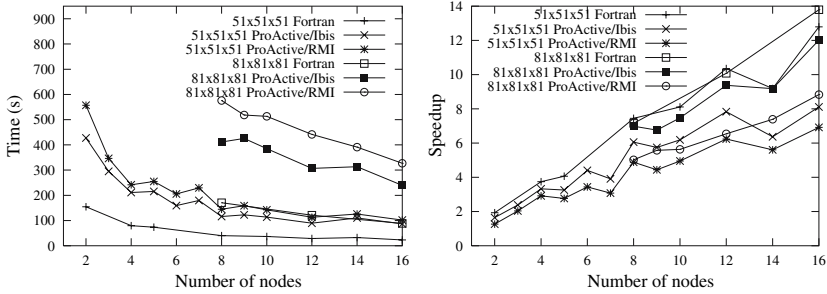 900
800
700
600
500
400
300
200
100
0
Time (s)
51x51x51 Fortran
51x51x51 ProActive/Ibis
51x51x51 ProActive/RMI
81x81x81 Fortran
81x81x81 ProActive/Ibis
81x81x81 ProActive/RMI
2 4 6 8 10 12 14 16
Number of nodes
14
12
10
8
6
4
2
0
Speedup
51x51x51 Fortran
51x51x51 ProActive/Ibis
51x51x51 ProActive/RMI
81x81x81 Fortran
81x81x81 ProActive/Ibis
81x81x81 ProActive/RMI
2 4 6 8 10 12 14 16
Number of nodes